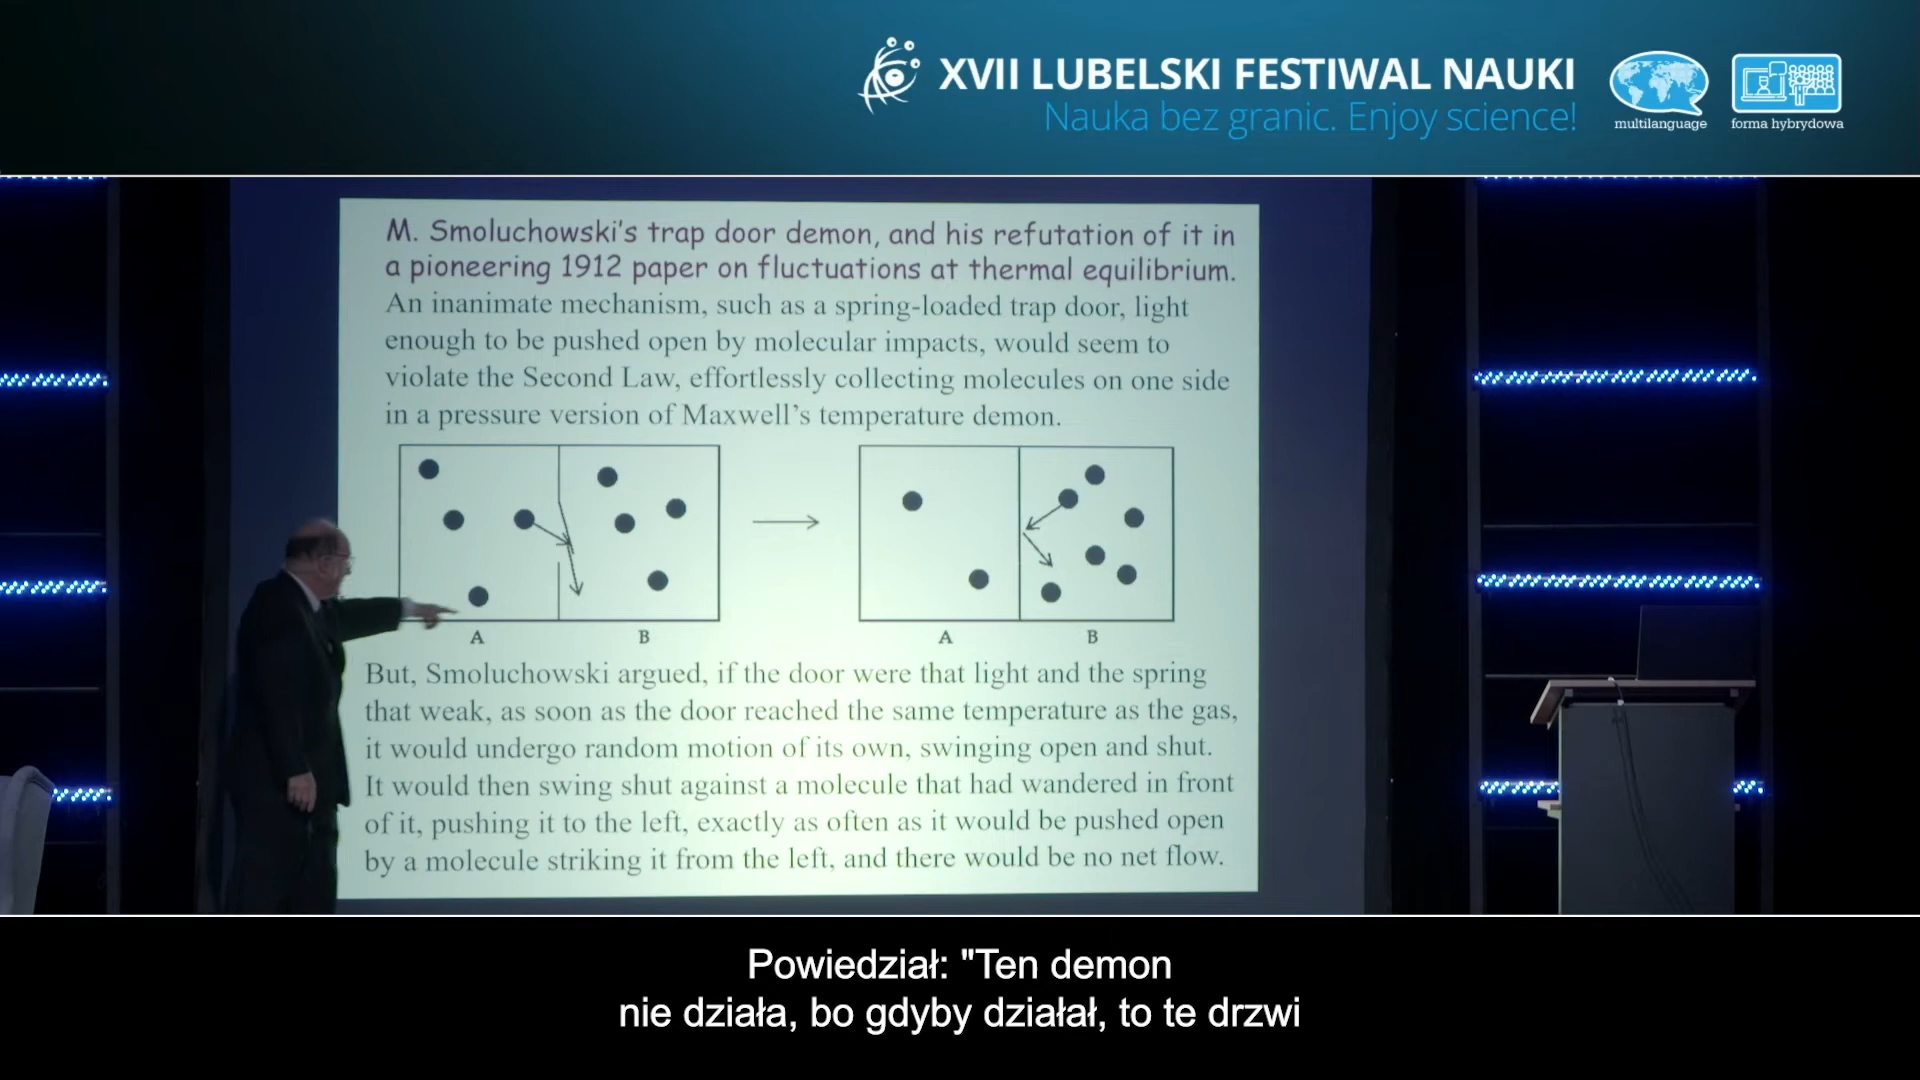 XVII LUBELSKI FESTIWAL NAUKI
Nauka bez granic. Enjoy science!
multilanguage
forma hybrydowa
M. Smoluchowski's trap door demon, and his refutation of it in
a pioneering 1912 paper on fluctuations at thermal equilibrium.
An inanimate mechanism, such as a spring-loaded trap door, light
enough to be pushed open by molecular impacts, would seem to
violate the Second Law, effortlessly collecting molecules on one side
in a pressure version of Maxwell's temperature demon.
A B A B
But, Smoluchowski argued, if the door were that light and the spring
that weak, as soon as the door reached the same temperature as the gas,
it would undergo random motion of its own, swinging open and shut.
It would then swing shut against a molecule that had wandered in front
of it, pushing it to the left, exactly as often as it would be pushed open
by a molecule striking it from the left, and there would be no net flow.
Powiedział: "Ten demon
nie działa, bo gdyby działał, to te drzwi